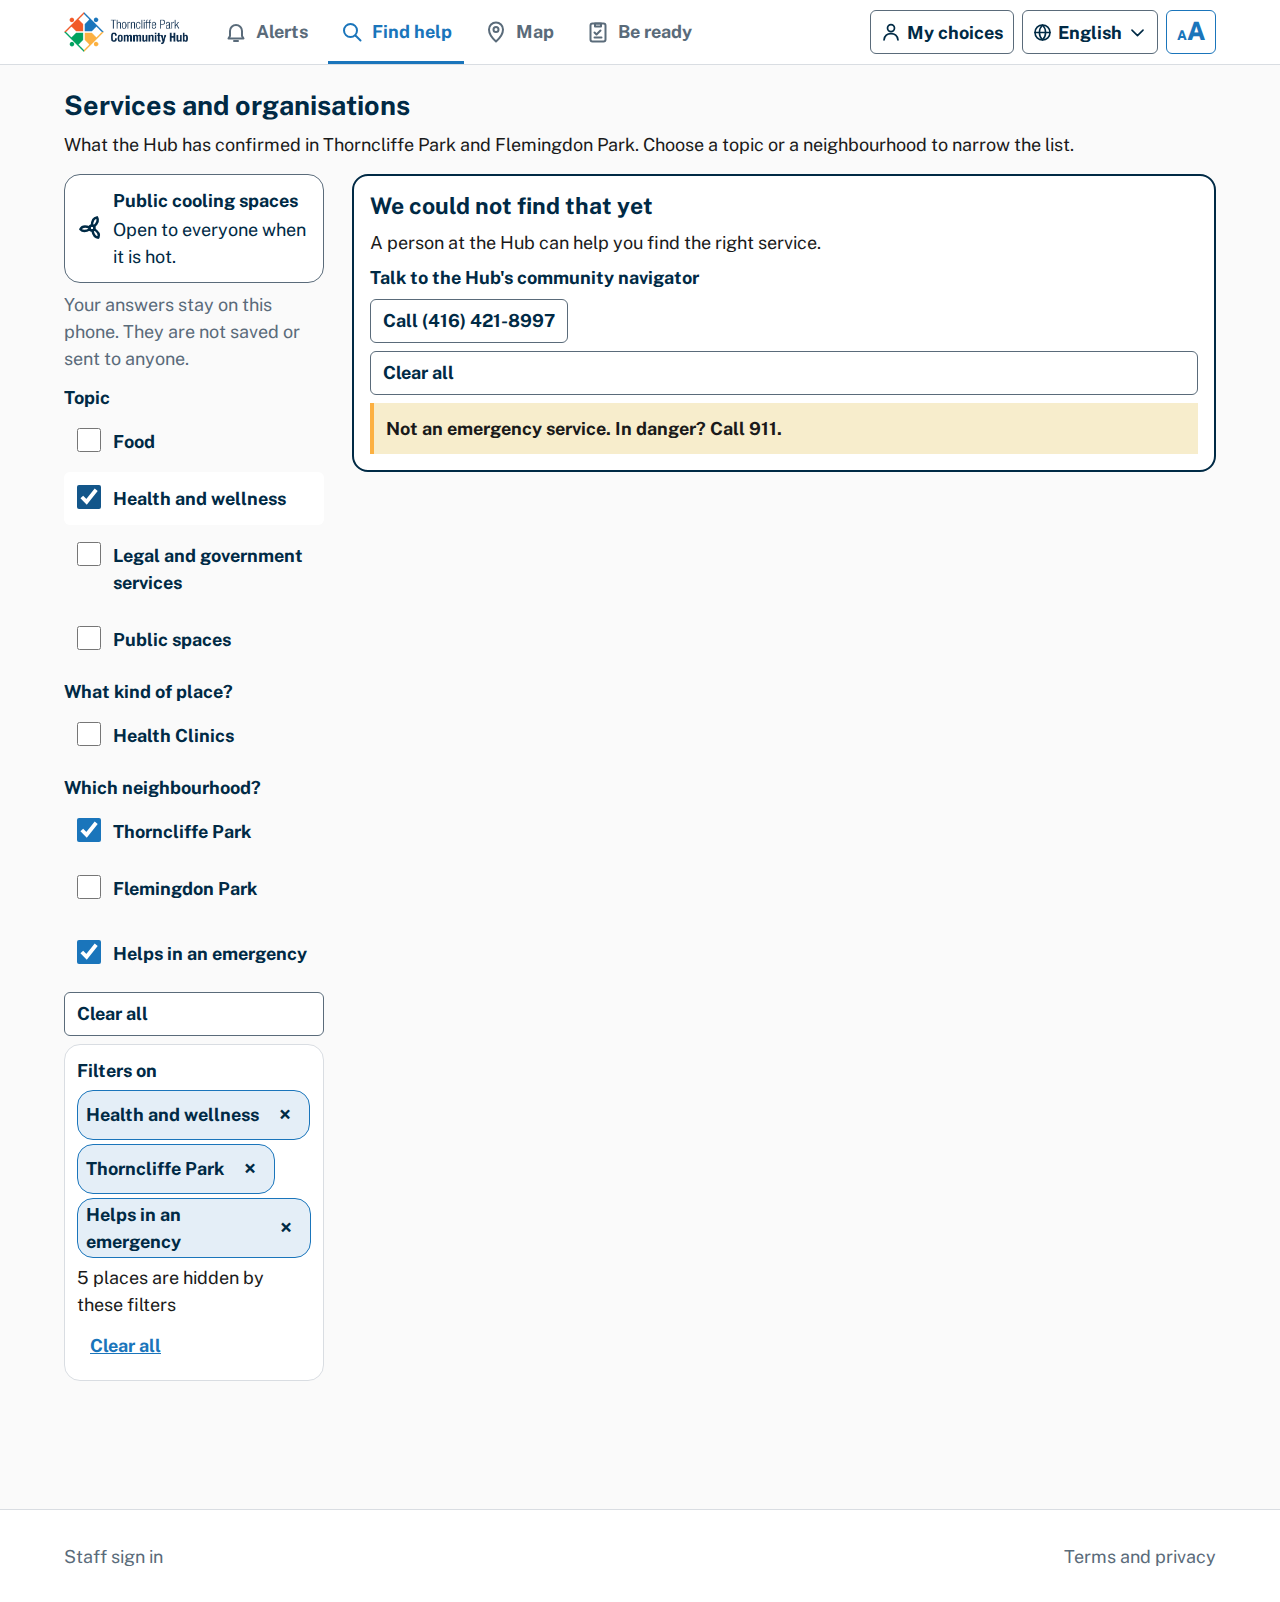 Thorncliffe Park
Community Hub
Alerts
Find help
Map
Be ready
My choices
English
AA
Services and organisations
What the Hub has confirmed in Thorncliffe Park and Flemingdon Park. Choose a topic or a neighbourhood to narrow the list.
Public cooling spaces
Open to everyone when
it is hot.
Your answers stay on this
phone. They are not saved or
sent to anyone.
Topic
Food
Health and wellness
Legal and government
services
Public spaces
What kind of place?
Health Clinics
Which neighbourhood?
Thorncliffe Park
Flemingdon Park
Helps in an emergency
Clear all
Filters on
Health and wellness ×
Thorncliffe Park ×
Helps in an
emergency ×
5 places are hidden by
these filters
Clear all
We could not find that yet
A person at the Hub can help you find the right service.
Talk to the Hub's community navigator
Call (416) 421-8997
Clear all
Not an emergency service. In danger? Call 911.
Staff sign in
Terms and privacy